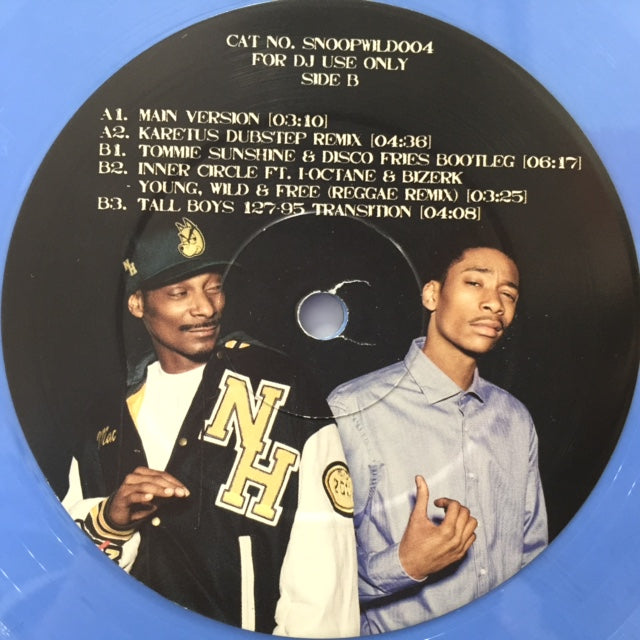 CAT NO. SNOOPWILD004
FOR DJ USE ONLY
SIDE B
A1. MAIN VERSION [03:10]
A2. KARETUS DUBSTEP REMIX [04:36]
B1. TOMMIE SUNSHINE & DISCO FRIES BOOTLEG [06:17]
B2. INNER CIRCLE FT. I-OCTANE & BIZERK
- YOUNG, WILD & FREE (REGGAE REMIX) [03:25]
B3. TALL BOYS 127-95 TRANSITION [04:08]
NH
Mac
NH